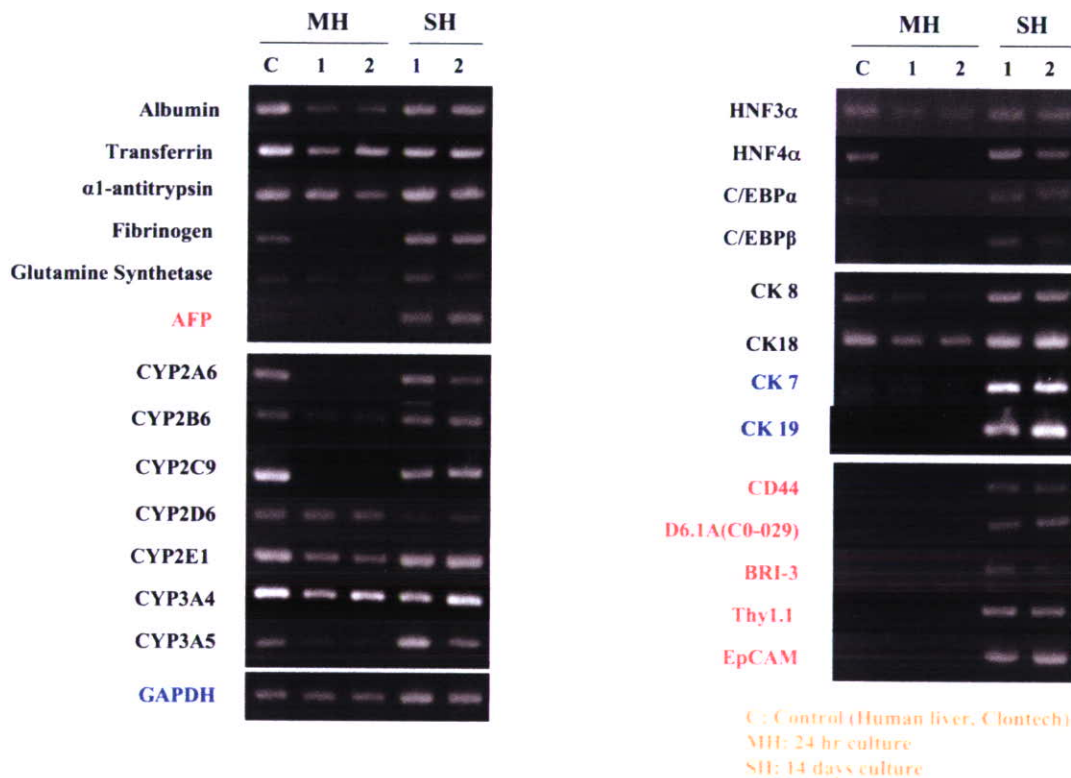 MH SH
C 1 2 1 2
Albumin
Transferrin
α1-antitrypsin
Fibrinogen
Glutamine Synthetase
AFP
CYP2A6
CYP2B6
CYP2C9
CYP2D6
CYP2E1
CYP3A4
CYP3A5
GAPDH
MH SH
C 1 2 1 2
HNF3α
HNF4α
C/EBPα
C/EBPβ
CK 8
CK18
CK 7
CK 19
CD44
D6.1A(C0-029)
BRI-3
Thy1.1
EpCAM
C: Control (Human liver, Clontech)
MH: 24 hr culture
SH: 14 days culture